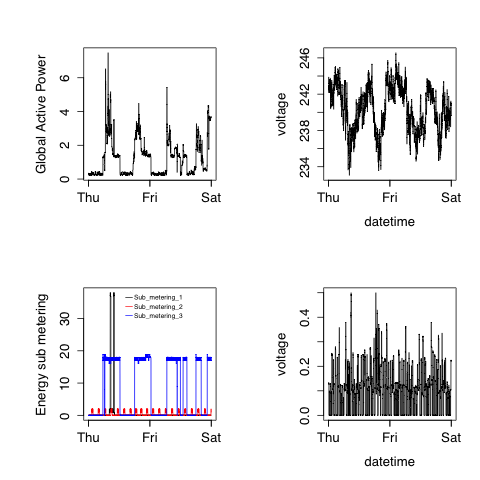 Global Active Power
0 2 4 6
Thu Fri Sat
voltage
234 238 242 246
Thu Fri Sat
datetime
Energy sub metering
0 10 20 30
Sub_metering_1
Sub_metering_2
Sub_metering_3
Thu Fri Sat
voltage
0.0 0.2 0.4
Thu Fri Sat
datetime